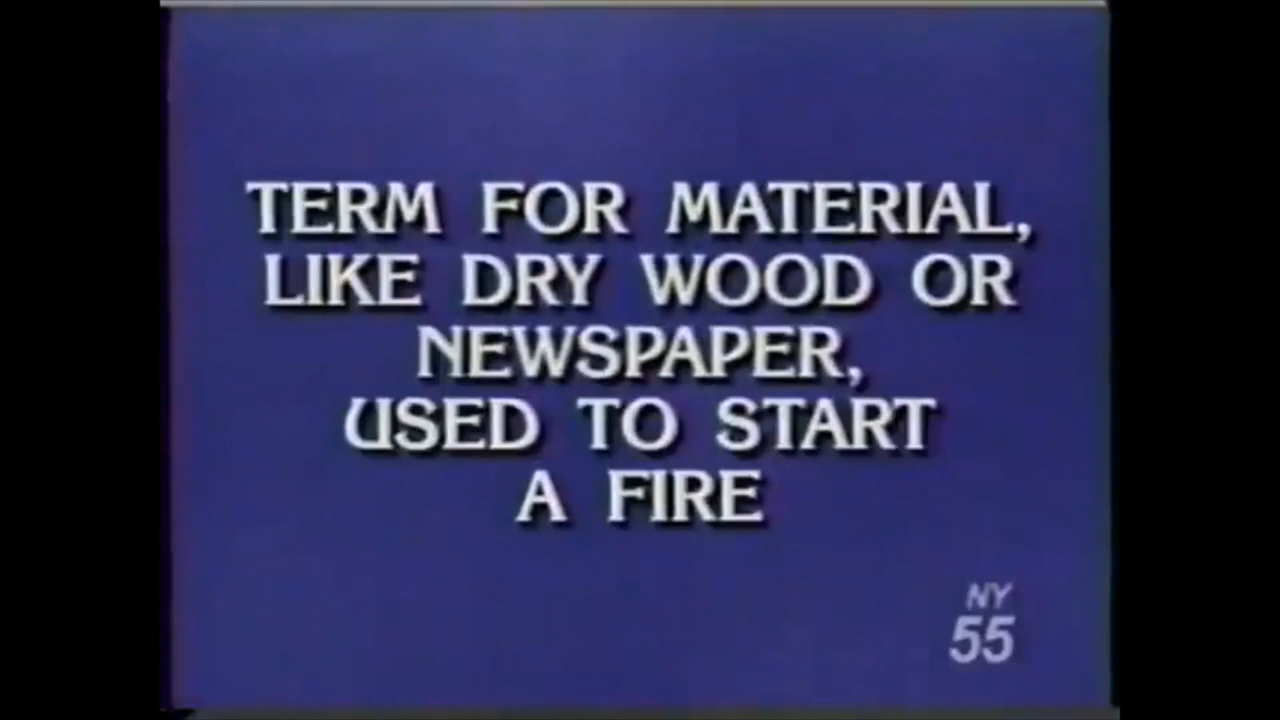 TERM FOR MATERIAL,
LIKE DRY WOOD OR
NEWSPAPER,
USED TO START
A FIRE
NY
55